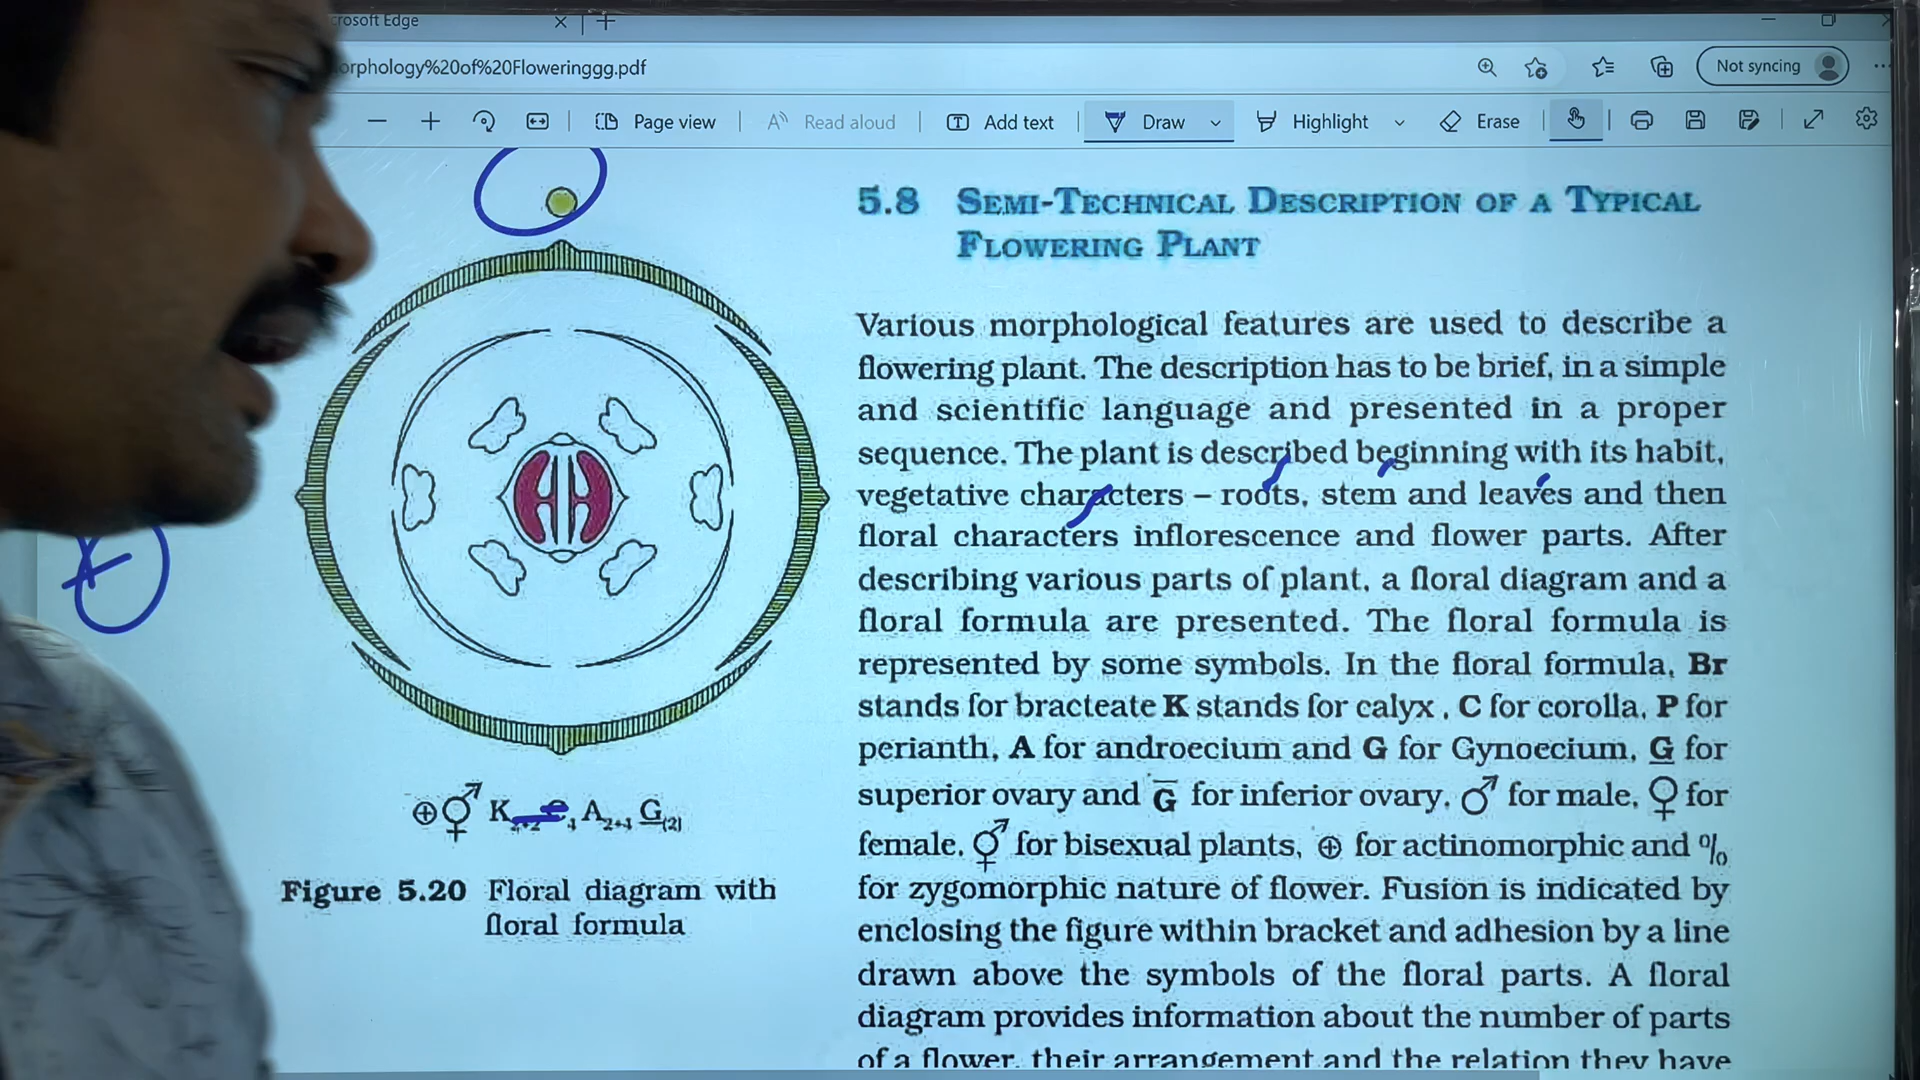 crosoft Edge
orphology%20of%20Floweringgg.pdf
Not syncing
Page view
Read aloud
Add text
Draw
Highlight
Erase
5.8 SEMI-TECHNICAL DESCRIPTION OF A TYPICAL
FLOWERING PLANT
Various morphological features are used to describe a
flowering plant. The description has to be brief, in a simple
and scientific language and presented in a proper
sequence. The plant is described beginning with its habit,
vegetative characters – roots, stem and leaves and then
floral characters inflorescence and flower parts. After
describing various parts of plant, a floral diagram and a
floral formula are presented. The floral formula is
represented by some symbols. In the floral formula, Br
stands for bracteate K stands for calyx , C for corolla, P for
perianth, A for androecium and G for Gynoecium, G̲ for
superior ovary and G̅ for inferior ovary, ♂ for male, ♀ for
female, ⚥ for bisexual plants, ⊕ for actinomorphic and %
for zygomorphic nature of flower. Fusion is indicated by
enclosing the figure within bracket and adhesion by a line
drawn above the symbols of the floral parts. A floral
diagram provides information about the number of parts
of a flower, their arrangement and the relation they have
⊕ ⚥ K A₂₊₄ G̲₍₂₎
Figure 5.20 Floral diagram with
floral formula